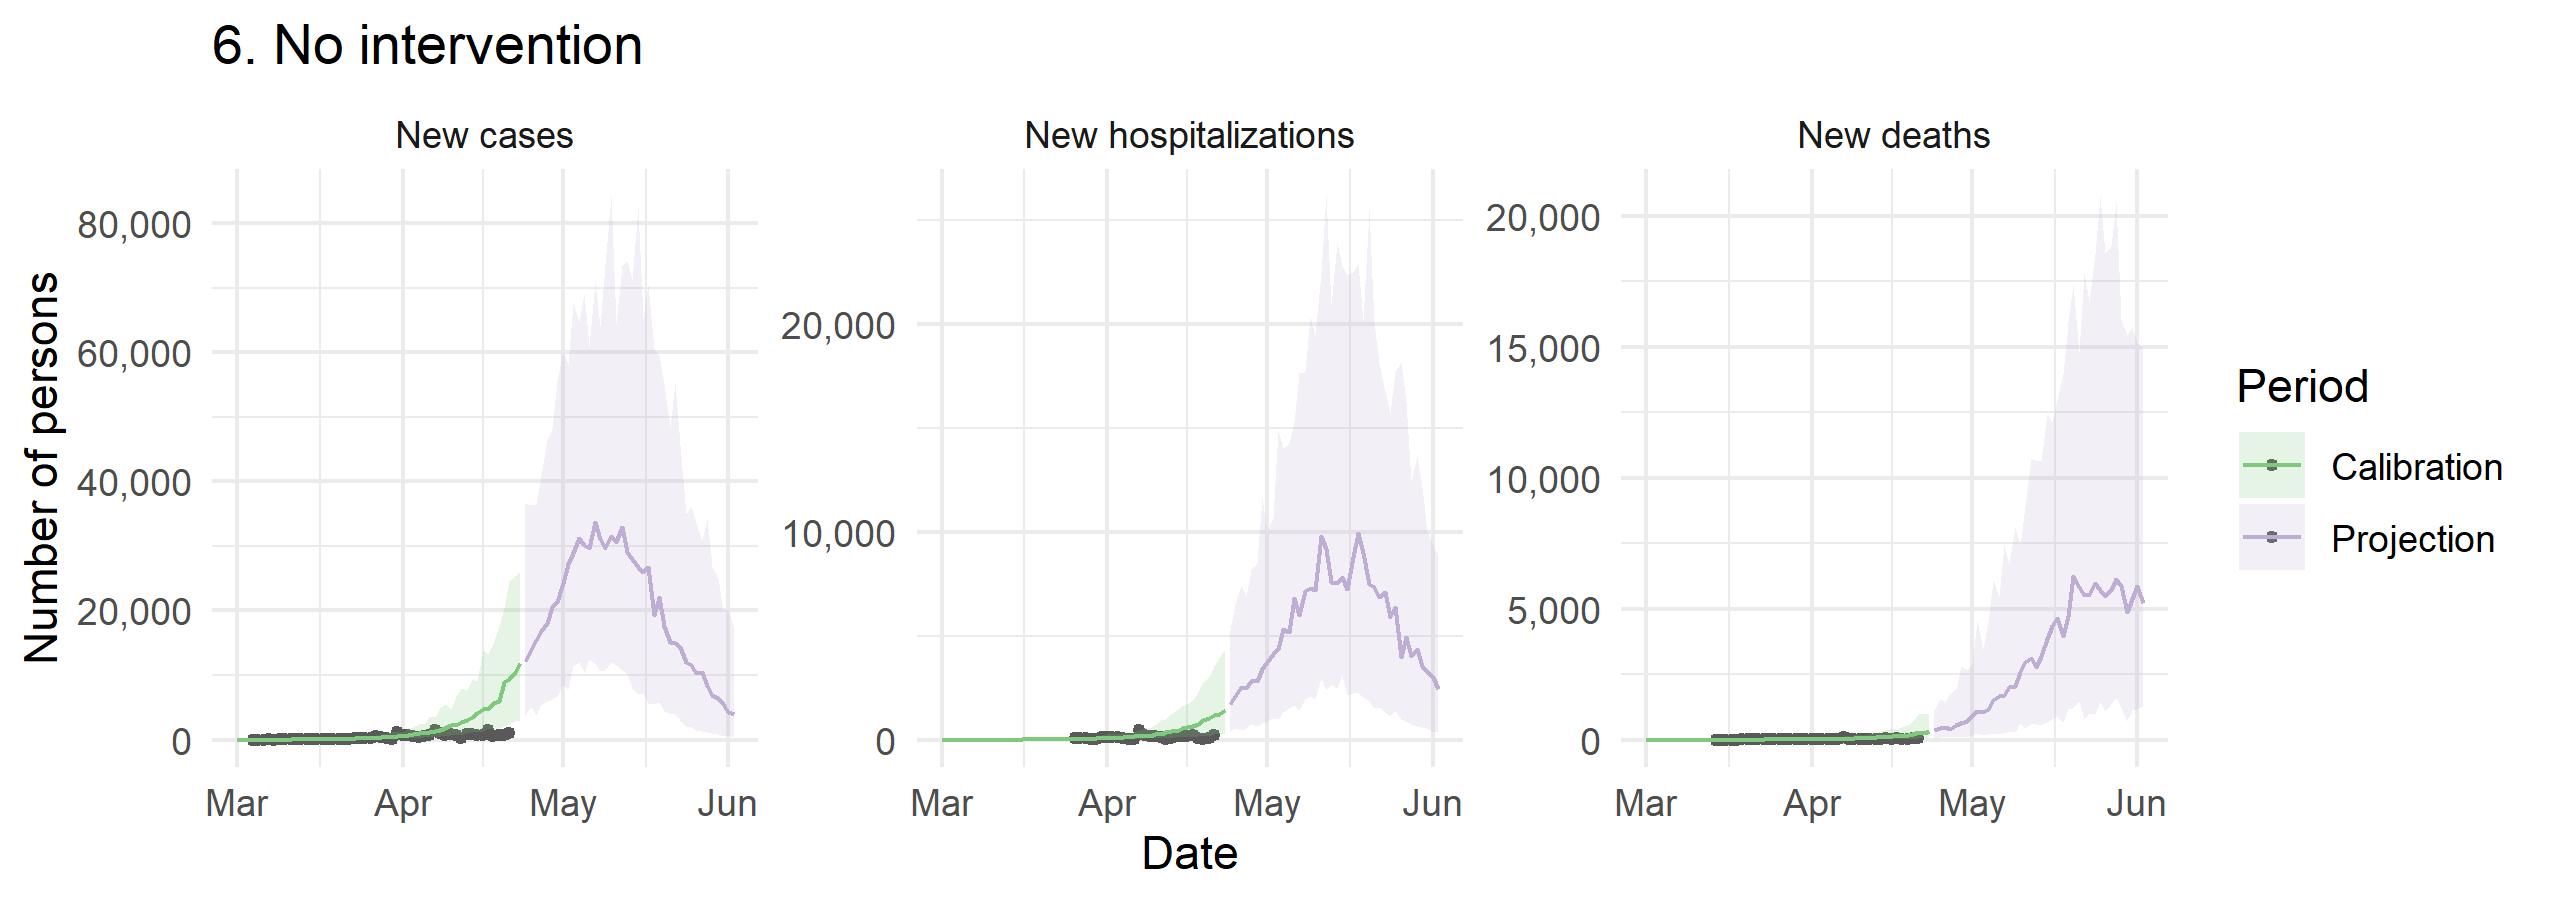 6. No intervention
New cases
New hospitalizations
New deaths
Number of persons
80,000
60,000
40,000
20,000
0
20,000
10,000
0
20,000
15,000
10,000
5,000
0
Mar Apr May Jun
Mar Apr May Jun
Mar Apr May Jun
Date
Period
Calibration
Projection